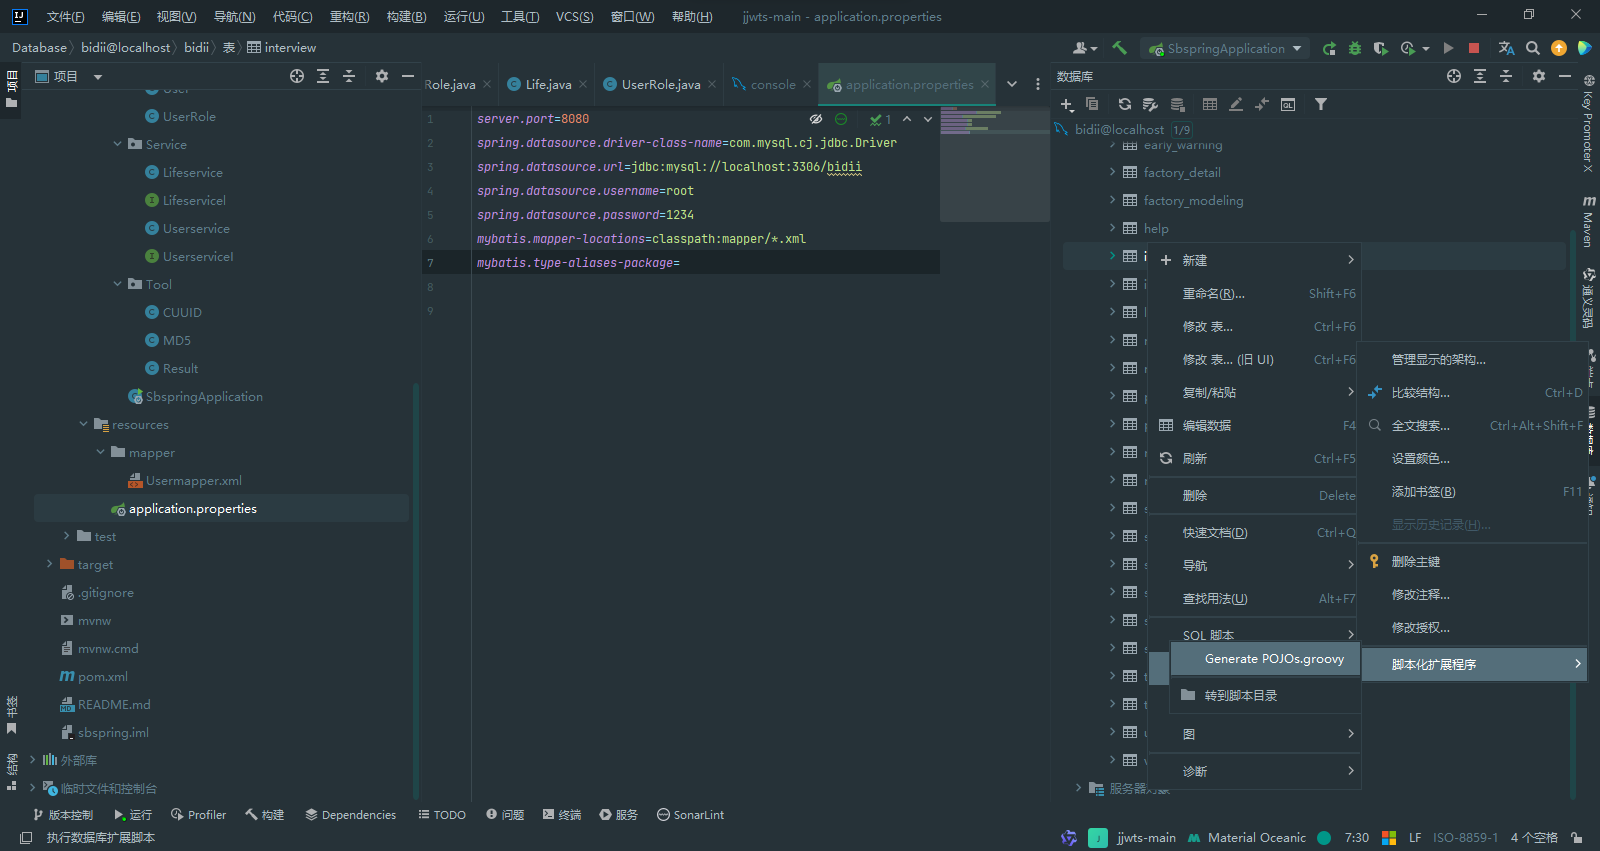 文件(F) 编辑(E) 视图(V) 导航(N) 代码(C) 重构(R) 构建(B) 运行(U) 工具(T) VCS(S) 窗口(W) 帮助(H) jjwts-main - application.properties
Database bidii@localhost bidii 表 interview
SbspringApplication
项目
项目
Role.java Life.java UserRole.java console application.properties
数据库
User
UserRole
Service
Lifeservice
LifeserviceI
Userservice
UserserviceI
Tool
CUUID
MD5
Result
SbspringApplication
resources
mapper
Usermapper.xml
application.properties
test
target
.gitignore
mvnw
mvnw.cmd
pom.xml
README.md
sbspring.iml
外部库
临时文件和控制台
书签
结构
1 server.port=8080
2 spring.datasource.driver-class-name=com.mysql.cj.jdbc.Driver
3 spring.datasource.url=jdbc:mysql://localhost:3306/bidii
4 spring.datasource.username=root
5 spring.datasource.password=1234
6 mybatis.mapper-locations=classpath:mapper/*.xml
7 mybatis.type-aliases-package=
8
9
1
bidii@localhost 1/9
early_warning
factory_detail
factory_modeling
help
新建
重命名(R)... Shift+F6
修改 表... Ctrl+F6
修改 表... (旧 UI) Ctrl+F6
复制/粘贴
编辑数据 F4
刷新 Ctrl+F5
删除 Delete
快速文档(D) Ctrl+Q
导航
查找用法(U) Alt+F7
SQL 脚本
Generate POJOs.groovy
转到脚本目录
图
诊断
管理显示的架构...
比较结构... Ctrl+D
全文搜索... Ctrl+Alt+Shift+F
设置颜色...
添加书签(B) F11
显示历史记录(H)...
删除主键
修改注释...
修改授权...
脚本化扩展程序
服务器对象
Key Promoter X
Maven
通义灵码
版本控制 运行 Profiler 构建 Dependencies TODO 问题 终端 服务 SonarLint
执行数据库扩展脚本
jjwts-main Material Oceanic 7:30 LF ISO-8859-1 4 个空格